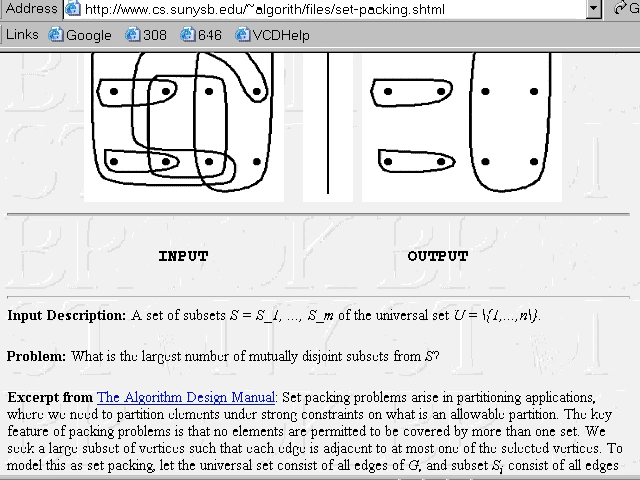 Address http://www.cs.sunysb.edu/~algorith/files/set-packing.shtml
Links Google 308 646 VCDHelp
INPUT OUTPUT
Input Description: A set of subsets S = S_1, ..., S_m of the universal set U = \{1,...,n\}.
Problem: What is the largest number of mutually disjoint subsets from S?
Excerpt from The Algorithm Design Manual: Set packing problems arise in partitioning applications,
where we need to partition elements under strong constraints on what is an allowable partition. The key
feature of packing problems is that no elements are permitted to be covered by more than one set. We
seek a large subset of vertices such that each edge is adjacent to at most one of the selected vertices. To
model this as set packing, let the universal set consist of all edges of G, and subset S_i consist of all edges